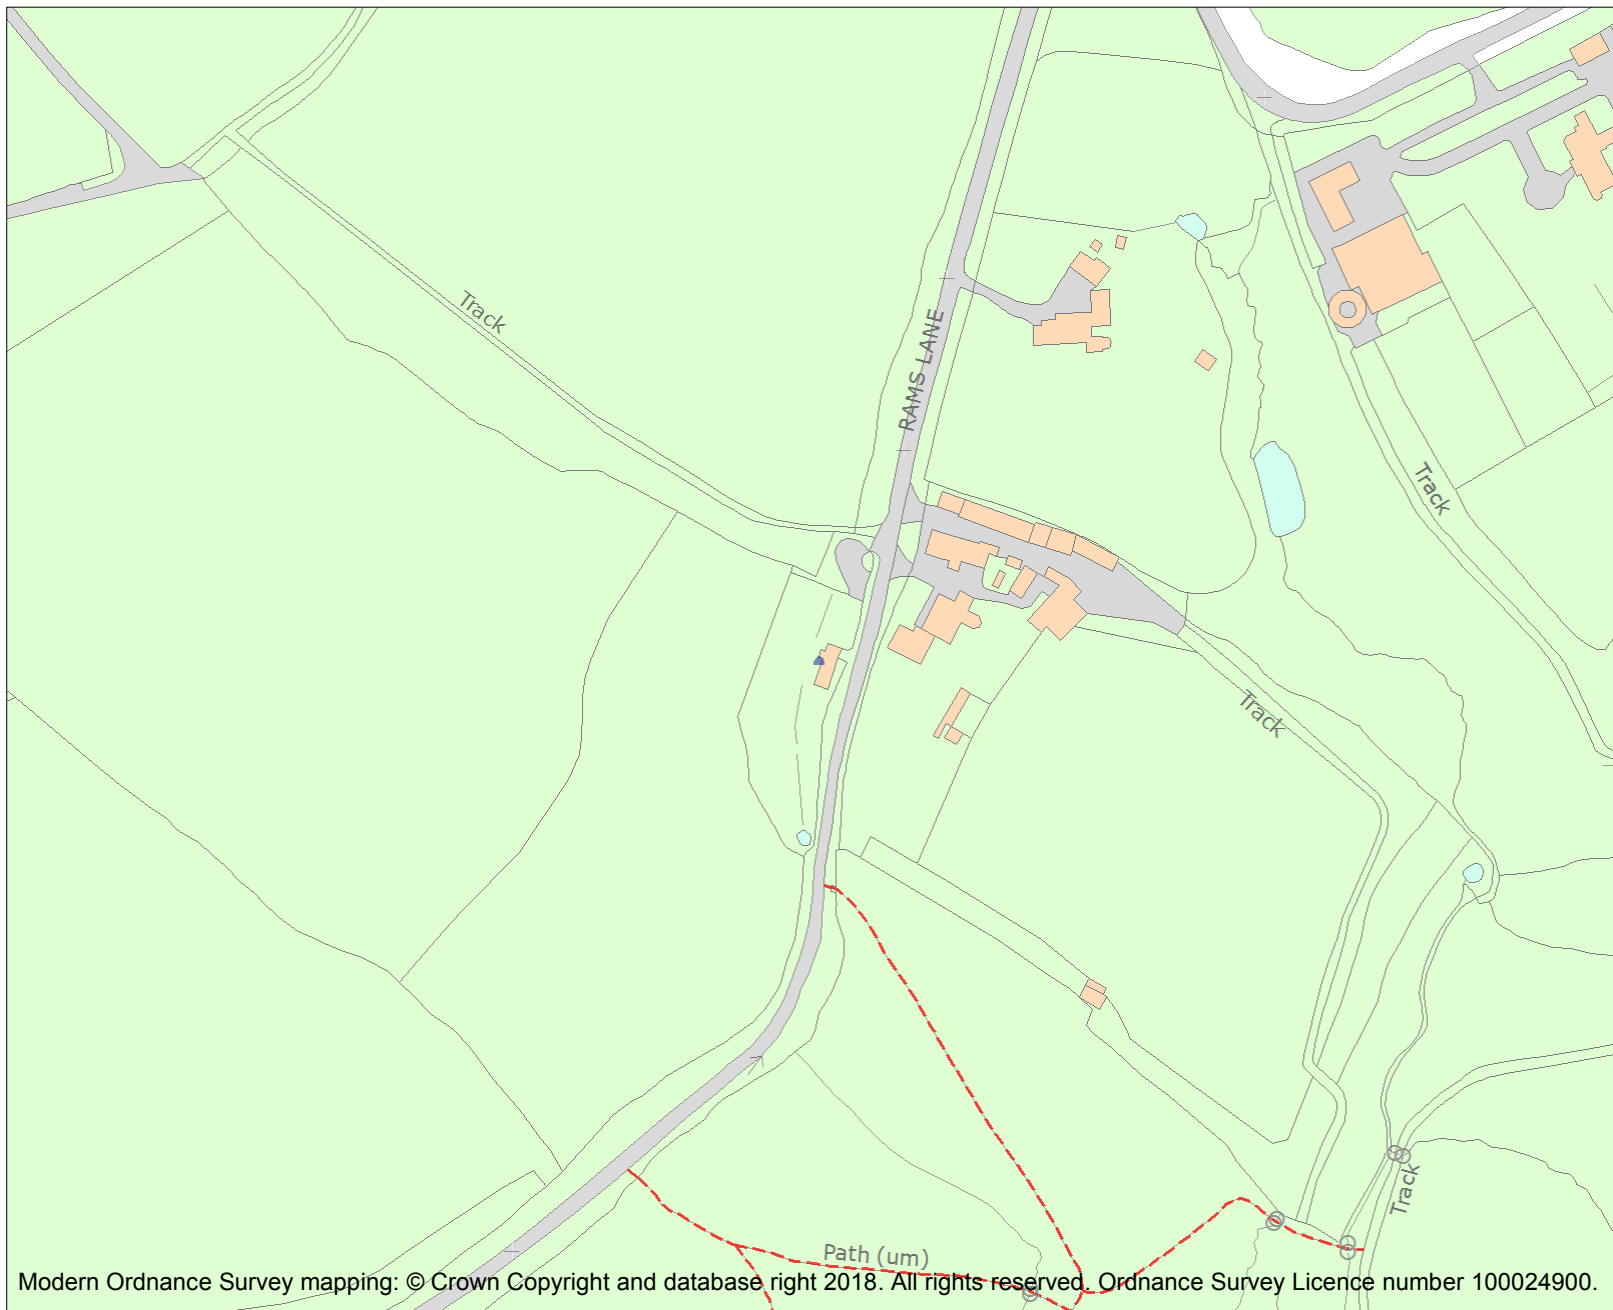 Track
RAMS LANE
Track
Track
Track
Path (um)
Modern Ordnance Survey mapping: © Crown Copyright and database right 2018. All rights reserved. Ordnance Survey Licence number 100024900.